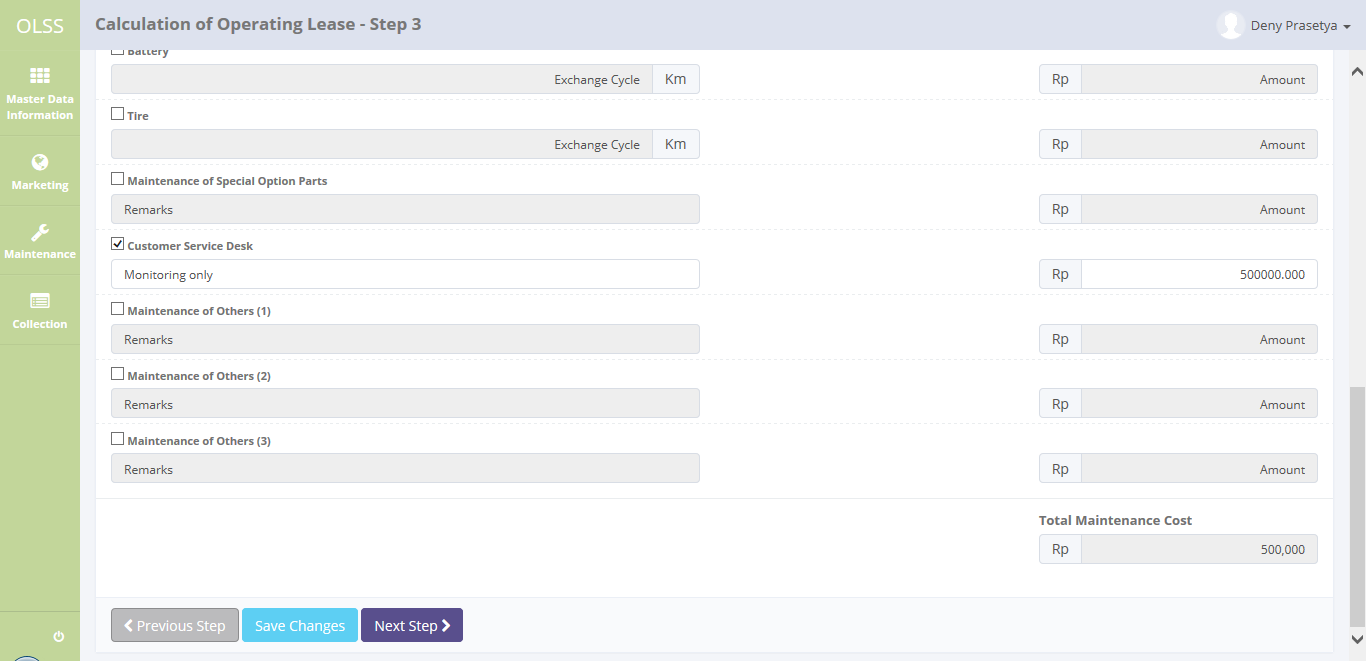 OLSS
Calculation of Operating Lease - Step 3
Deny Prasetya
Master Data
Information
Marketing
Maintenance
Collection
Battery
Exchange Cycle Km Rp Amount
Tire
Exchange Cycle Km Rp Amount
Maintenance of Special Option Parts
Remarks Rp Amount
Customer Service Desk
Monitoring only Rp 500000.000
Maintenance of Others (1)
Remarks Rp Amount
Maintenance of Others (2)
Remarks Rp Amount
Maintenance of Others (3)
Remarks Rp Amount
Total Maintenance Cost
Rp 500,000
Previous Step Save Changes Next Step